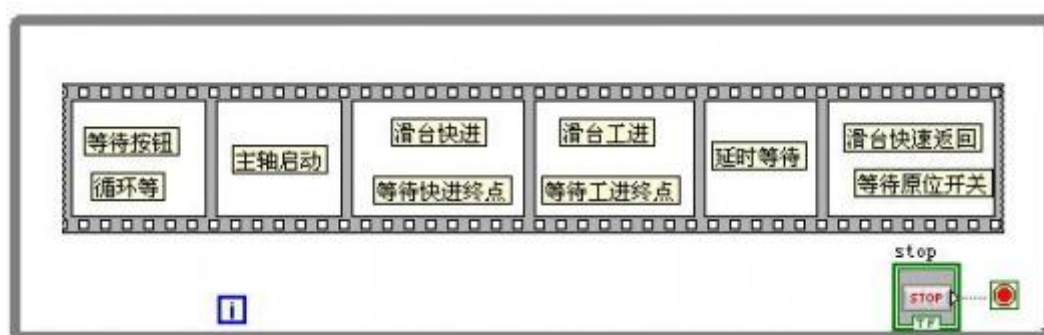 等待按钮
循环等
主轴启动
滑台快进
等待快进终点
滑台工进
等待工进终点
延时等待
滑台快速返回
等待原位开关
stop
STOP
TF
i